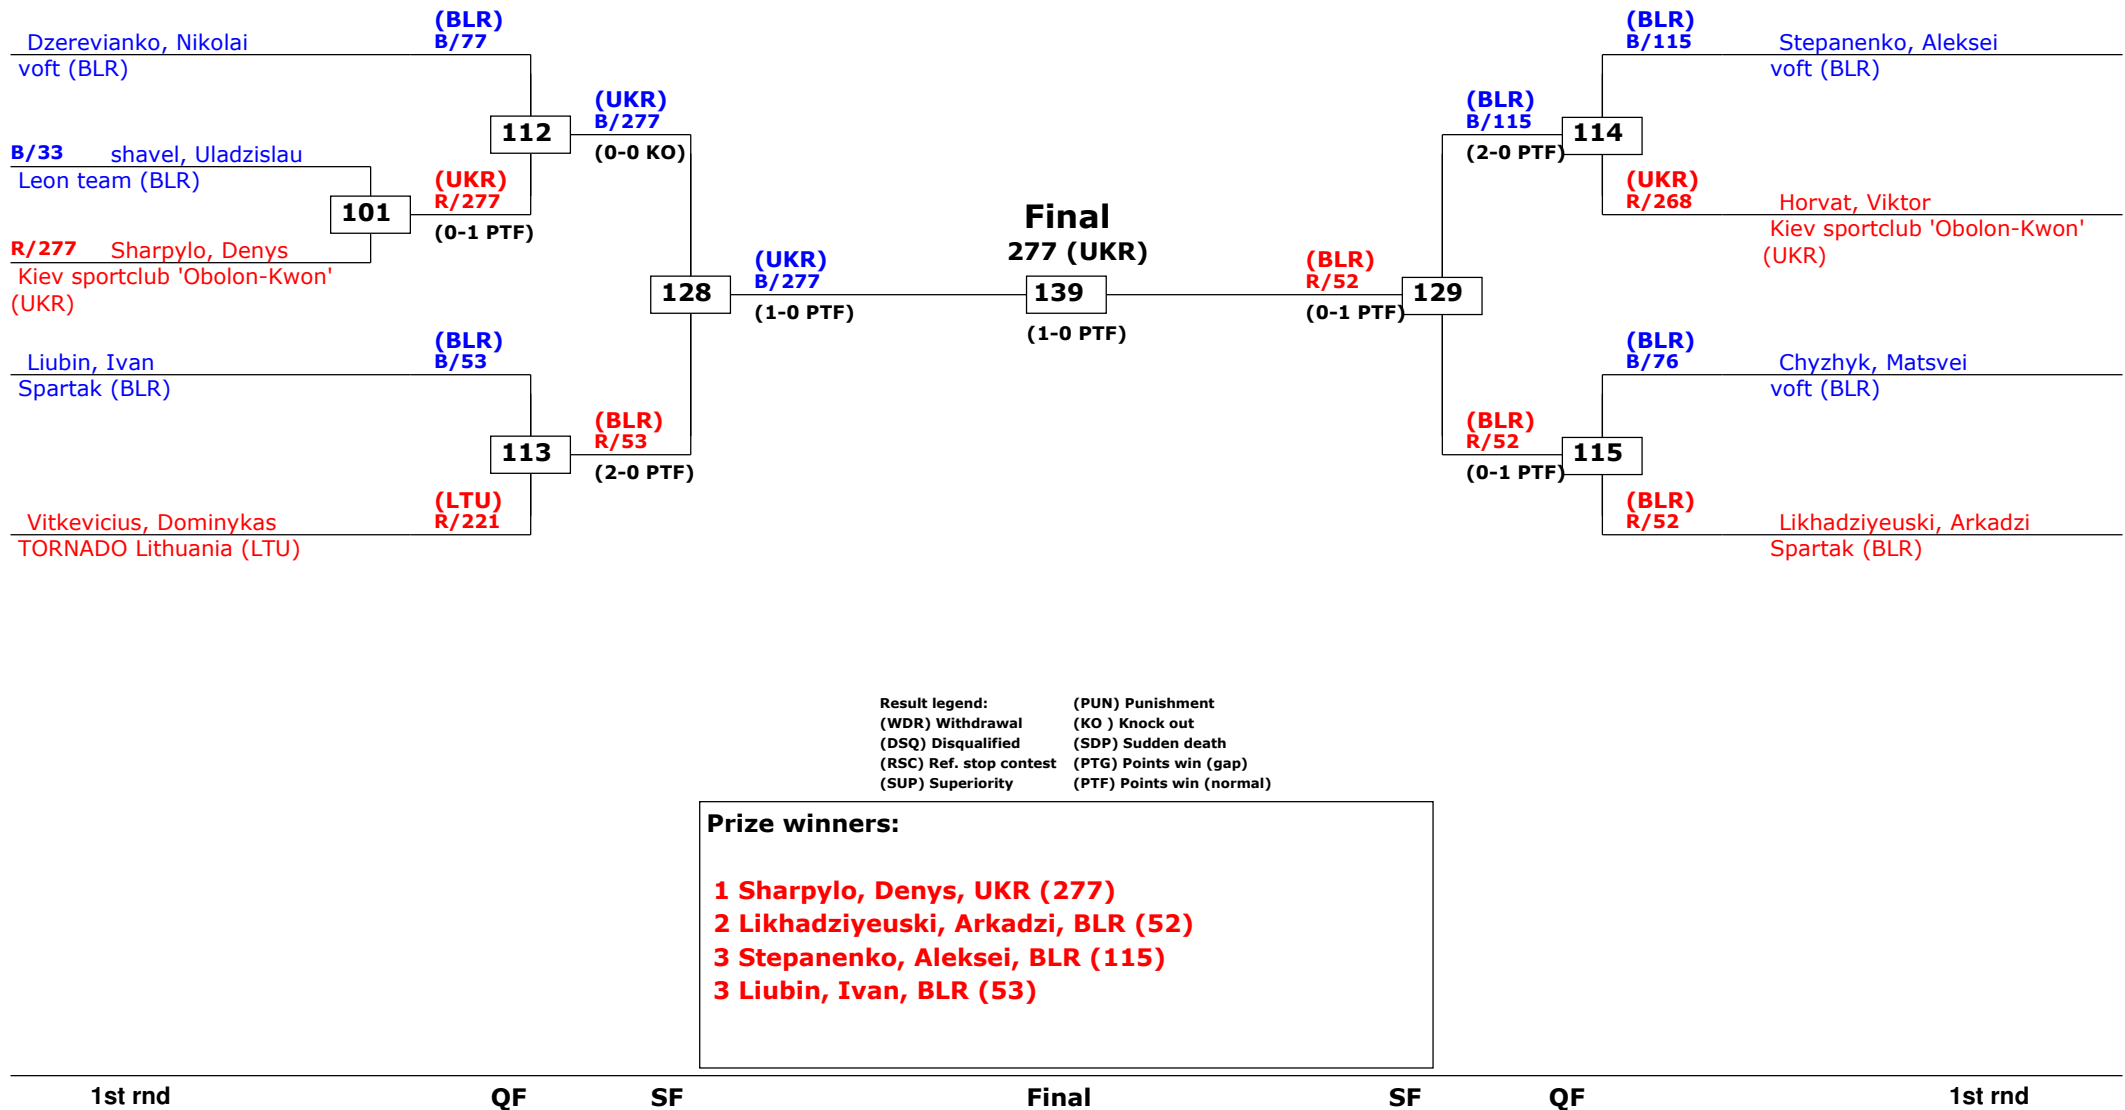 (BLR)
Dzerevianko, Nikolai B/77
voft (BLR)
(UKR)
B/277
112
(0-0 KO)
B/33 shavel, Uladzislau
Leon team (BLR)
(UKR)
R/277
101
(0-1 PTF)
R/277 Sharpylo, Denys
Kiev sportclub 'Obolon-Kwon'
(UKR)
(UKR)
B/277
128
(1-0 PTF)
(BLR)
Liubin, Ivan B/53
Spartak (BLR)
(BLR)
R/53
113
(2-0 PTF)
(LTU)
Vitkevicius, Dominykas R/221
TORNADO Lithuania (LTU)
Final
277 (UKR)
139
(1-0 PTF)
(BLR)
B/115 Stepanenko, Aleksei
voft (BLR)
(BLR)
B/115
114
(2-0 PTF)
(UKR)
R/268 Horvat, Viktor
Kiev sportclub 'Obolon-Kwon'
(UKR)
(BLR)
R/52
129
(0-1 PTF)
(BLR)
B/76 Chyzhyk, Matsvei
voft (BLR)
(BLR)
R/52
115
(0-1 PTF)
(BLR)
R/52 Likhadziyeuski, Arkadzi
Spartak (BLR)
Result legend: (PUN) Punishment
(WDR) Withdrawal (KO ) Knock out
(DSQ) Disqualified (SDP) Sudden death
(RSC) Ref. stop contest (PTG) Points win (gap)
(SUP) Superiority (PTF) Points win (normal)
Prize winners:
1 Sharpylo, Denys, UKR (277)
2 Likhadziyeuski, Arkadzi, BLR (52)
3 Stepanenko, Aleksei, BLR (115)
3 Liubin, Ivan, BLR (53)
1st rnd QF SF Final SF QF 1st rnd